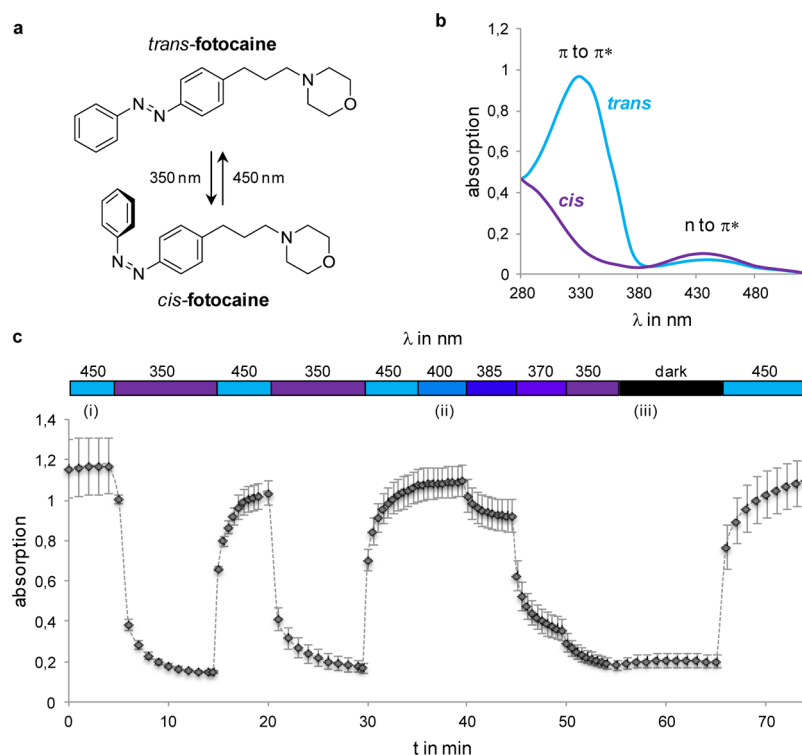 a
trans-fotocaine
N
N
N
O
350 nm
450 nm
N
N
N
O
cis-fotocaine
b
1,2
1
0,8
0,6
0,4
0,2
0
absorption
π to π*
trans
cis
n to π*
280
330
380
430
480
λ in nm
c
λ in nm
450
350
450
350
450
400
385
370
350
dark
450
(i)
(ii)
(iii)
1,4
1,2
1
0,8
0,6
0,4
0,2
0
absorption
0
10
20
30
40
50
60
70
t in min